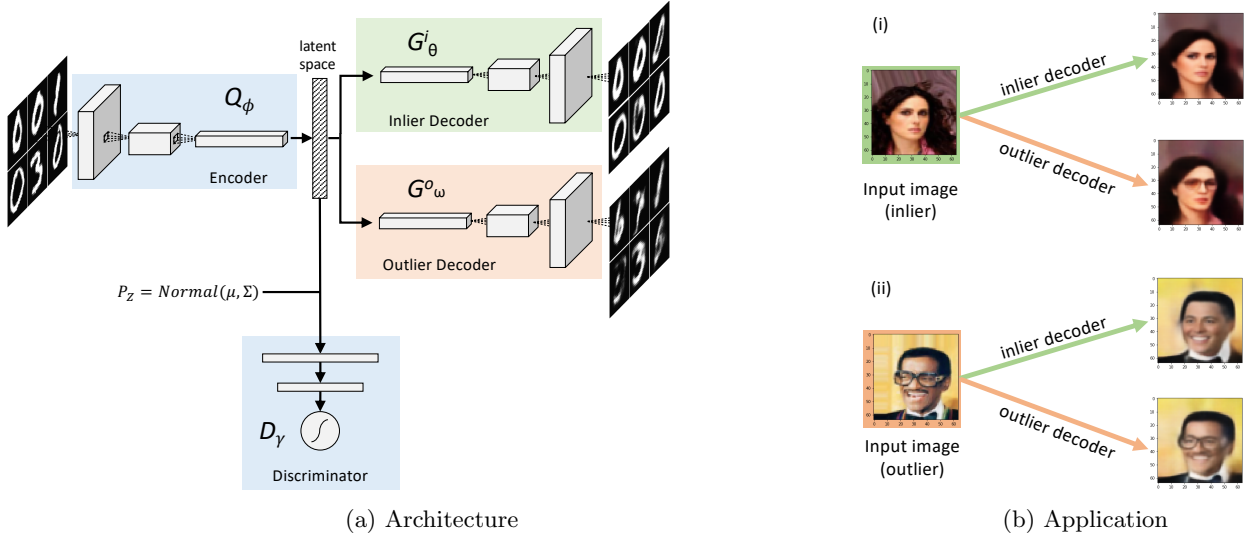 latent
space
Q_ϕ
Encoder
G^i_θ
Inlier Decoder
G^o_ω
Outlier Decoder
P_Z = Normal(μ, Σ)
D_γ
Discriminator
(a) Architecture
(i)
Input image
(inlier)
inlier decoder
outlier decoder
(ii)
Input image
(outlier)
inlier decoder
outlier decoder
(b) Application